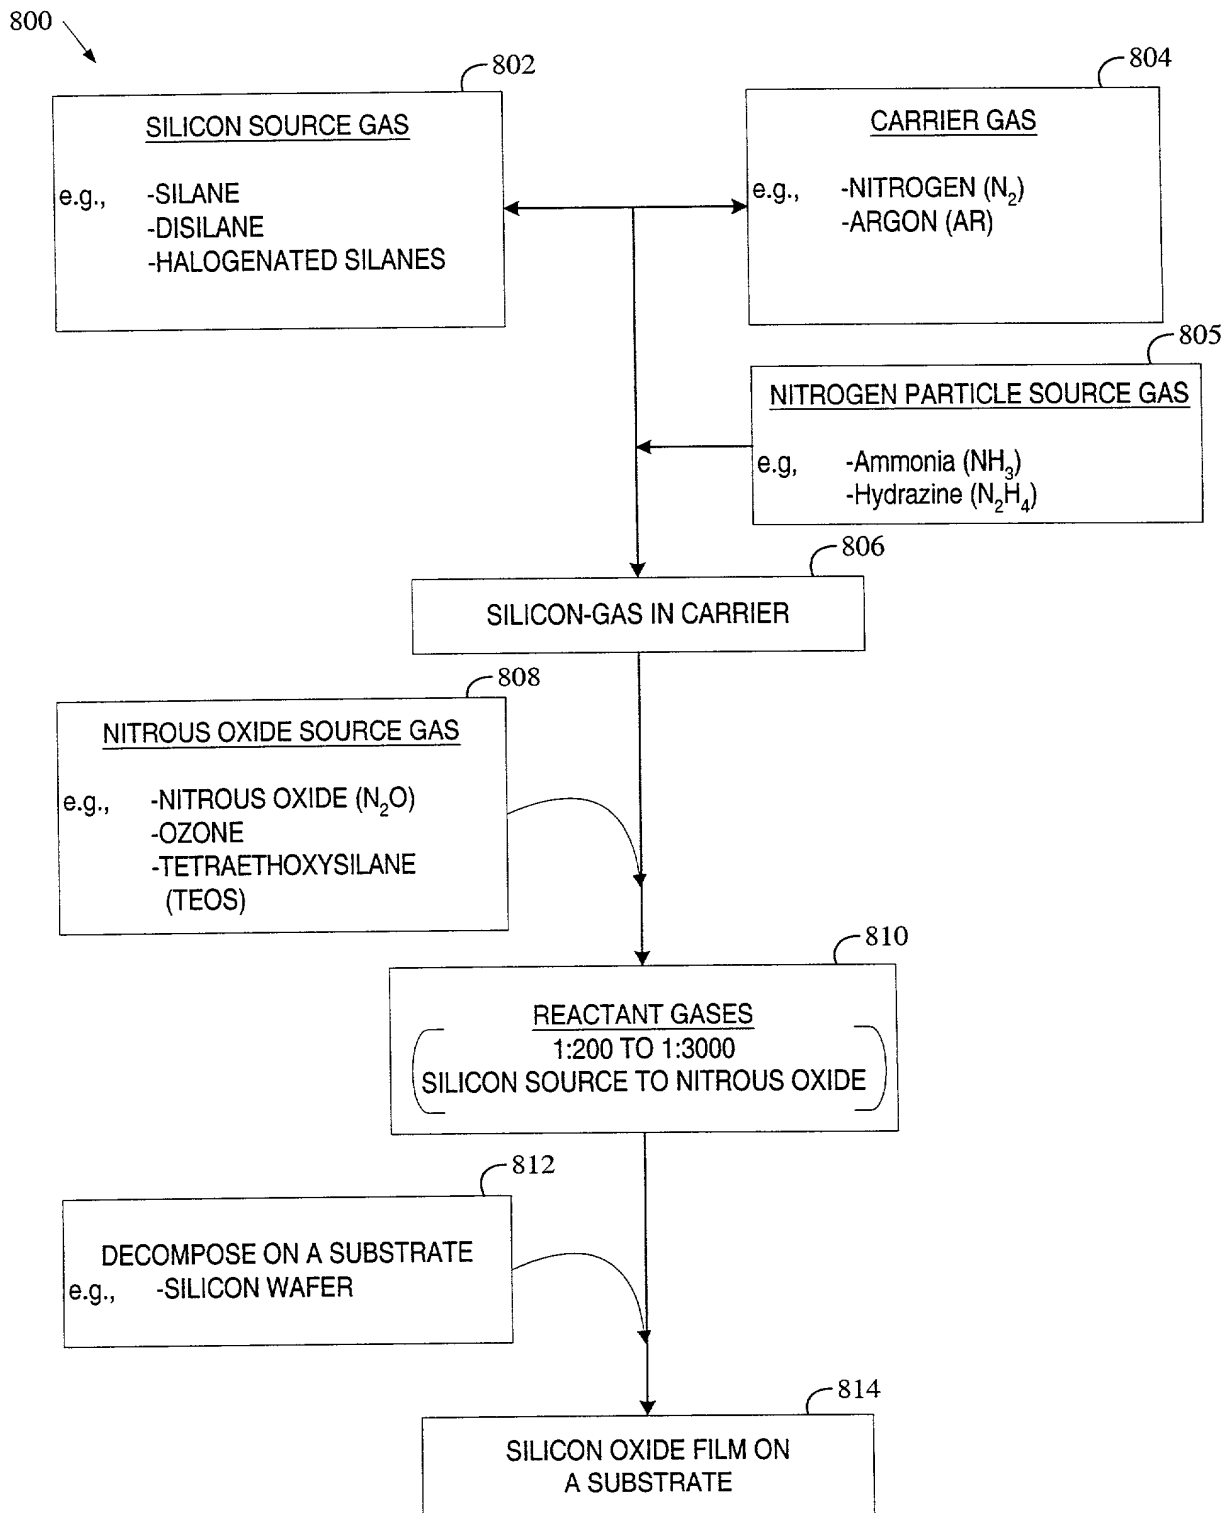 800
802
SILICON SOURCE GAS
e.g., -SILANE
-DISILANE
-HALOGENATED SILANES
804
CARRIER GAS
e.g., -NITROGEN (N₂)
-ARGON (AR)
805
NITROGEN PARTICLE SOURCE GAS
e.g, -Ammonia (NH₃)
-Hydrazine (N₂H₄)
806
SILICON-GAS IN CARRIER
808
NITROUS OXIDE SOURCE GAS
e.g., -NITROUS OXIDE (N₂O)
-OZONE
-TETRAETHOXYSILANE
(TEOS)
810
REACTANT GASES
1:200 TO 1:3000
SILICON SOURCE TO NITROUS OXIDE
812
DECOMPOSE ON A SUBSTRATE
e.g., -SILICON WAFER
814
SILICON OXIDE FILM ON
A SUBSTRATE